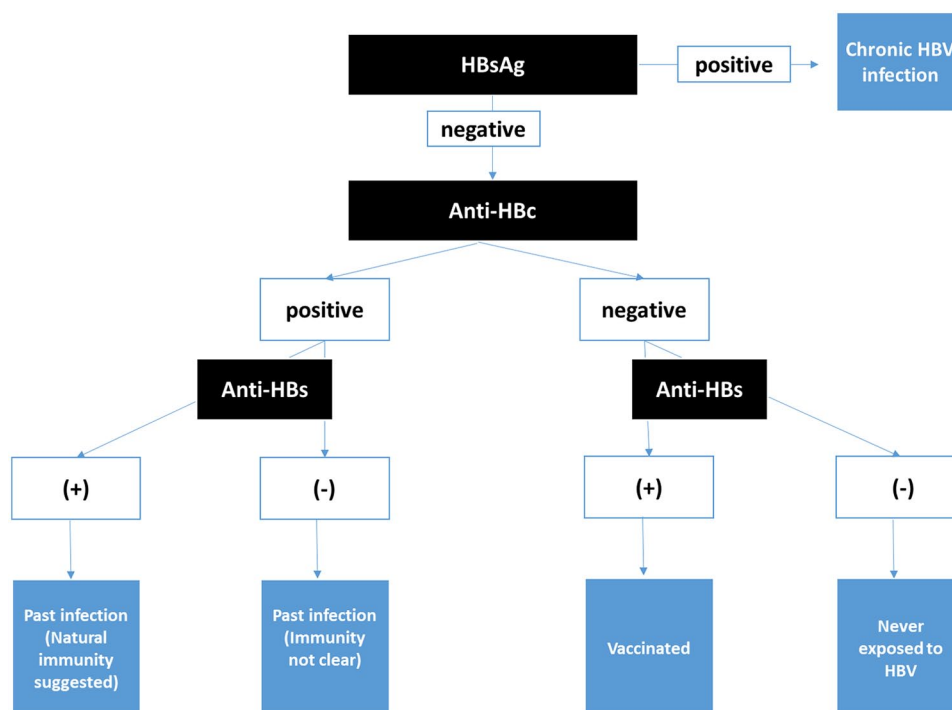 HBsAg
positive
Chronic HBV
infection
negative
Anti-HBc
positive
negative
Anti-HBs
Anti-HBs
(+)
(-)
(+)
(-)
Past infection
(Natural
immunity
suggested)
Past infection
(Immunity
not clear)
Vaccinated
Never
exposed to
HBV